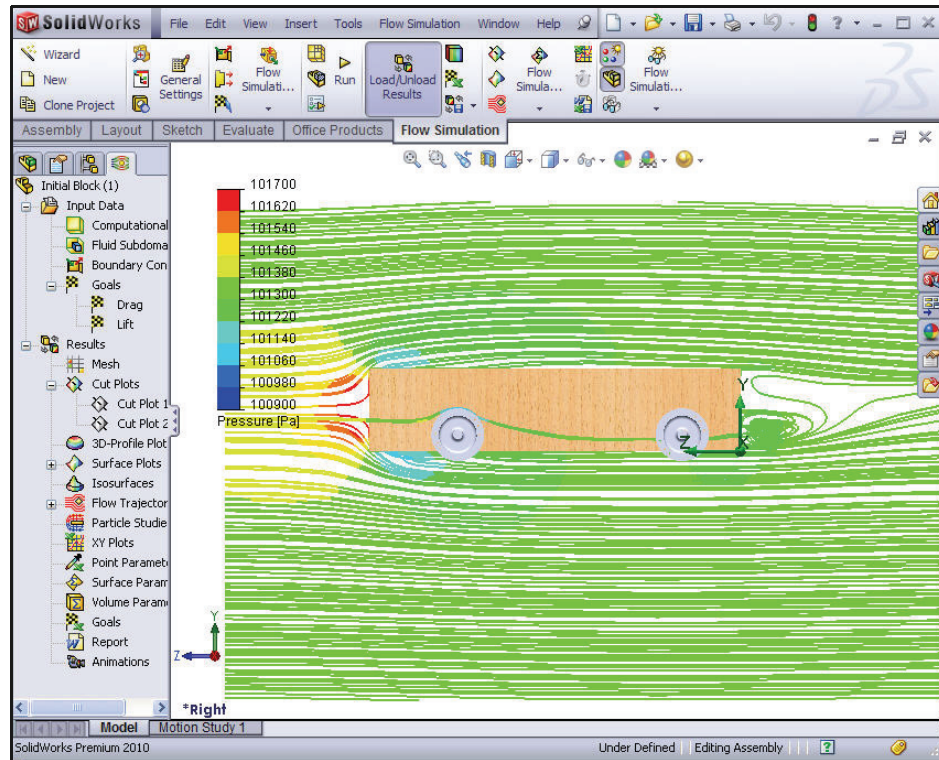 SolidWorks File Edit View Insert Tools Flow Simulation Window Help ?
Wizard
New
Clone Project
General Settings
Flow Simulati...
Run
Load/Unload Results
Flow Simula...
Flow Simulati...
Assembly Layout Sketch Evaluate Office Products Flow Simulation
Initial Block (1)
Input Data
Computational
Fluid Subdoma
Boundary Con
Goals
Drag
Lift
Results
Mesh
Cut Plots
Cut Plot 1
Cut Plot 2
3D-Profile Plot
Surface Plots
Isosurfaces
Flow Trajector
Particle Studie
XY Plots
Point Paramet
Surface Param
Volume Param
Goals
Report
Animations
101700
101620
101540
101460
101380
101300
101220
101140
101060
100980
100900
Pressure [Pa]
Y
Z X
Y
Z
*Right
Model Motion Study 1
SolidWorks Premium 2010 Under Defined Editing Assembly ?